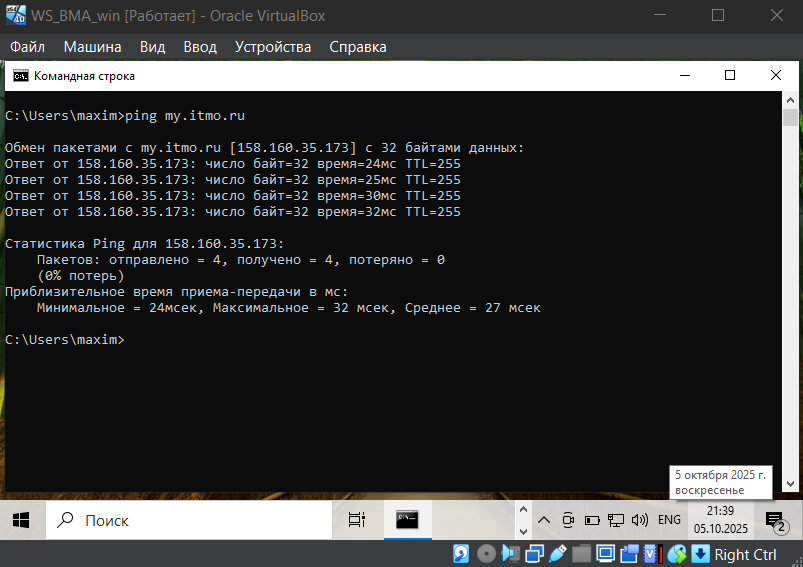 WS_BMA_win [Работает] - Oracle VirtualBox
Файл Машина Вид Ввод Устройства Справка
Командная строка
C:\Users\maxim>ping my.itmo.ru
Обмен пакетами с my.itmo.ru [158.160.35.173] с 32 байтами данных:
Ответ от 158.160.35.173: число байт=32 время=24мс TTL=255
Ответ от 158.160.35.173: число байт=32 время=25мс TTL=255
Ответ от 158.160.35.173: число байт=32 время=30мс TTL=255
Ответ от 158.160.35.173: число байт=32 время=32мс TTL=255
Статистика Ping для 158.160.35.173:
Пакетов: отправлено = 4, получено = 4, потеряно = 0
(0% потерь)
Приблизительное время приема-передачи в мс:
Минимальное = 24мсек, Максимальное = 32 мсек, Среднее = 27 мсек
C:\Users\maxim>
5 октября 2025 г.
воскресенье
Поиск
ENG
21:39
05.10.2025
2
Right Ctrl